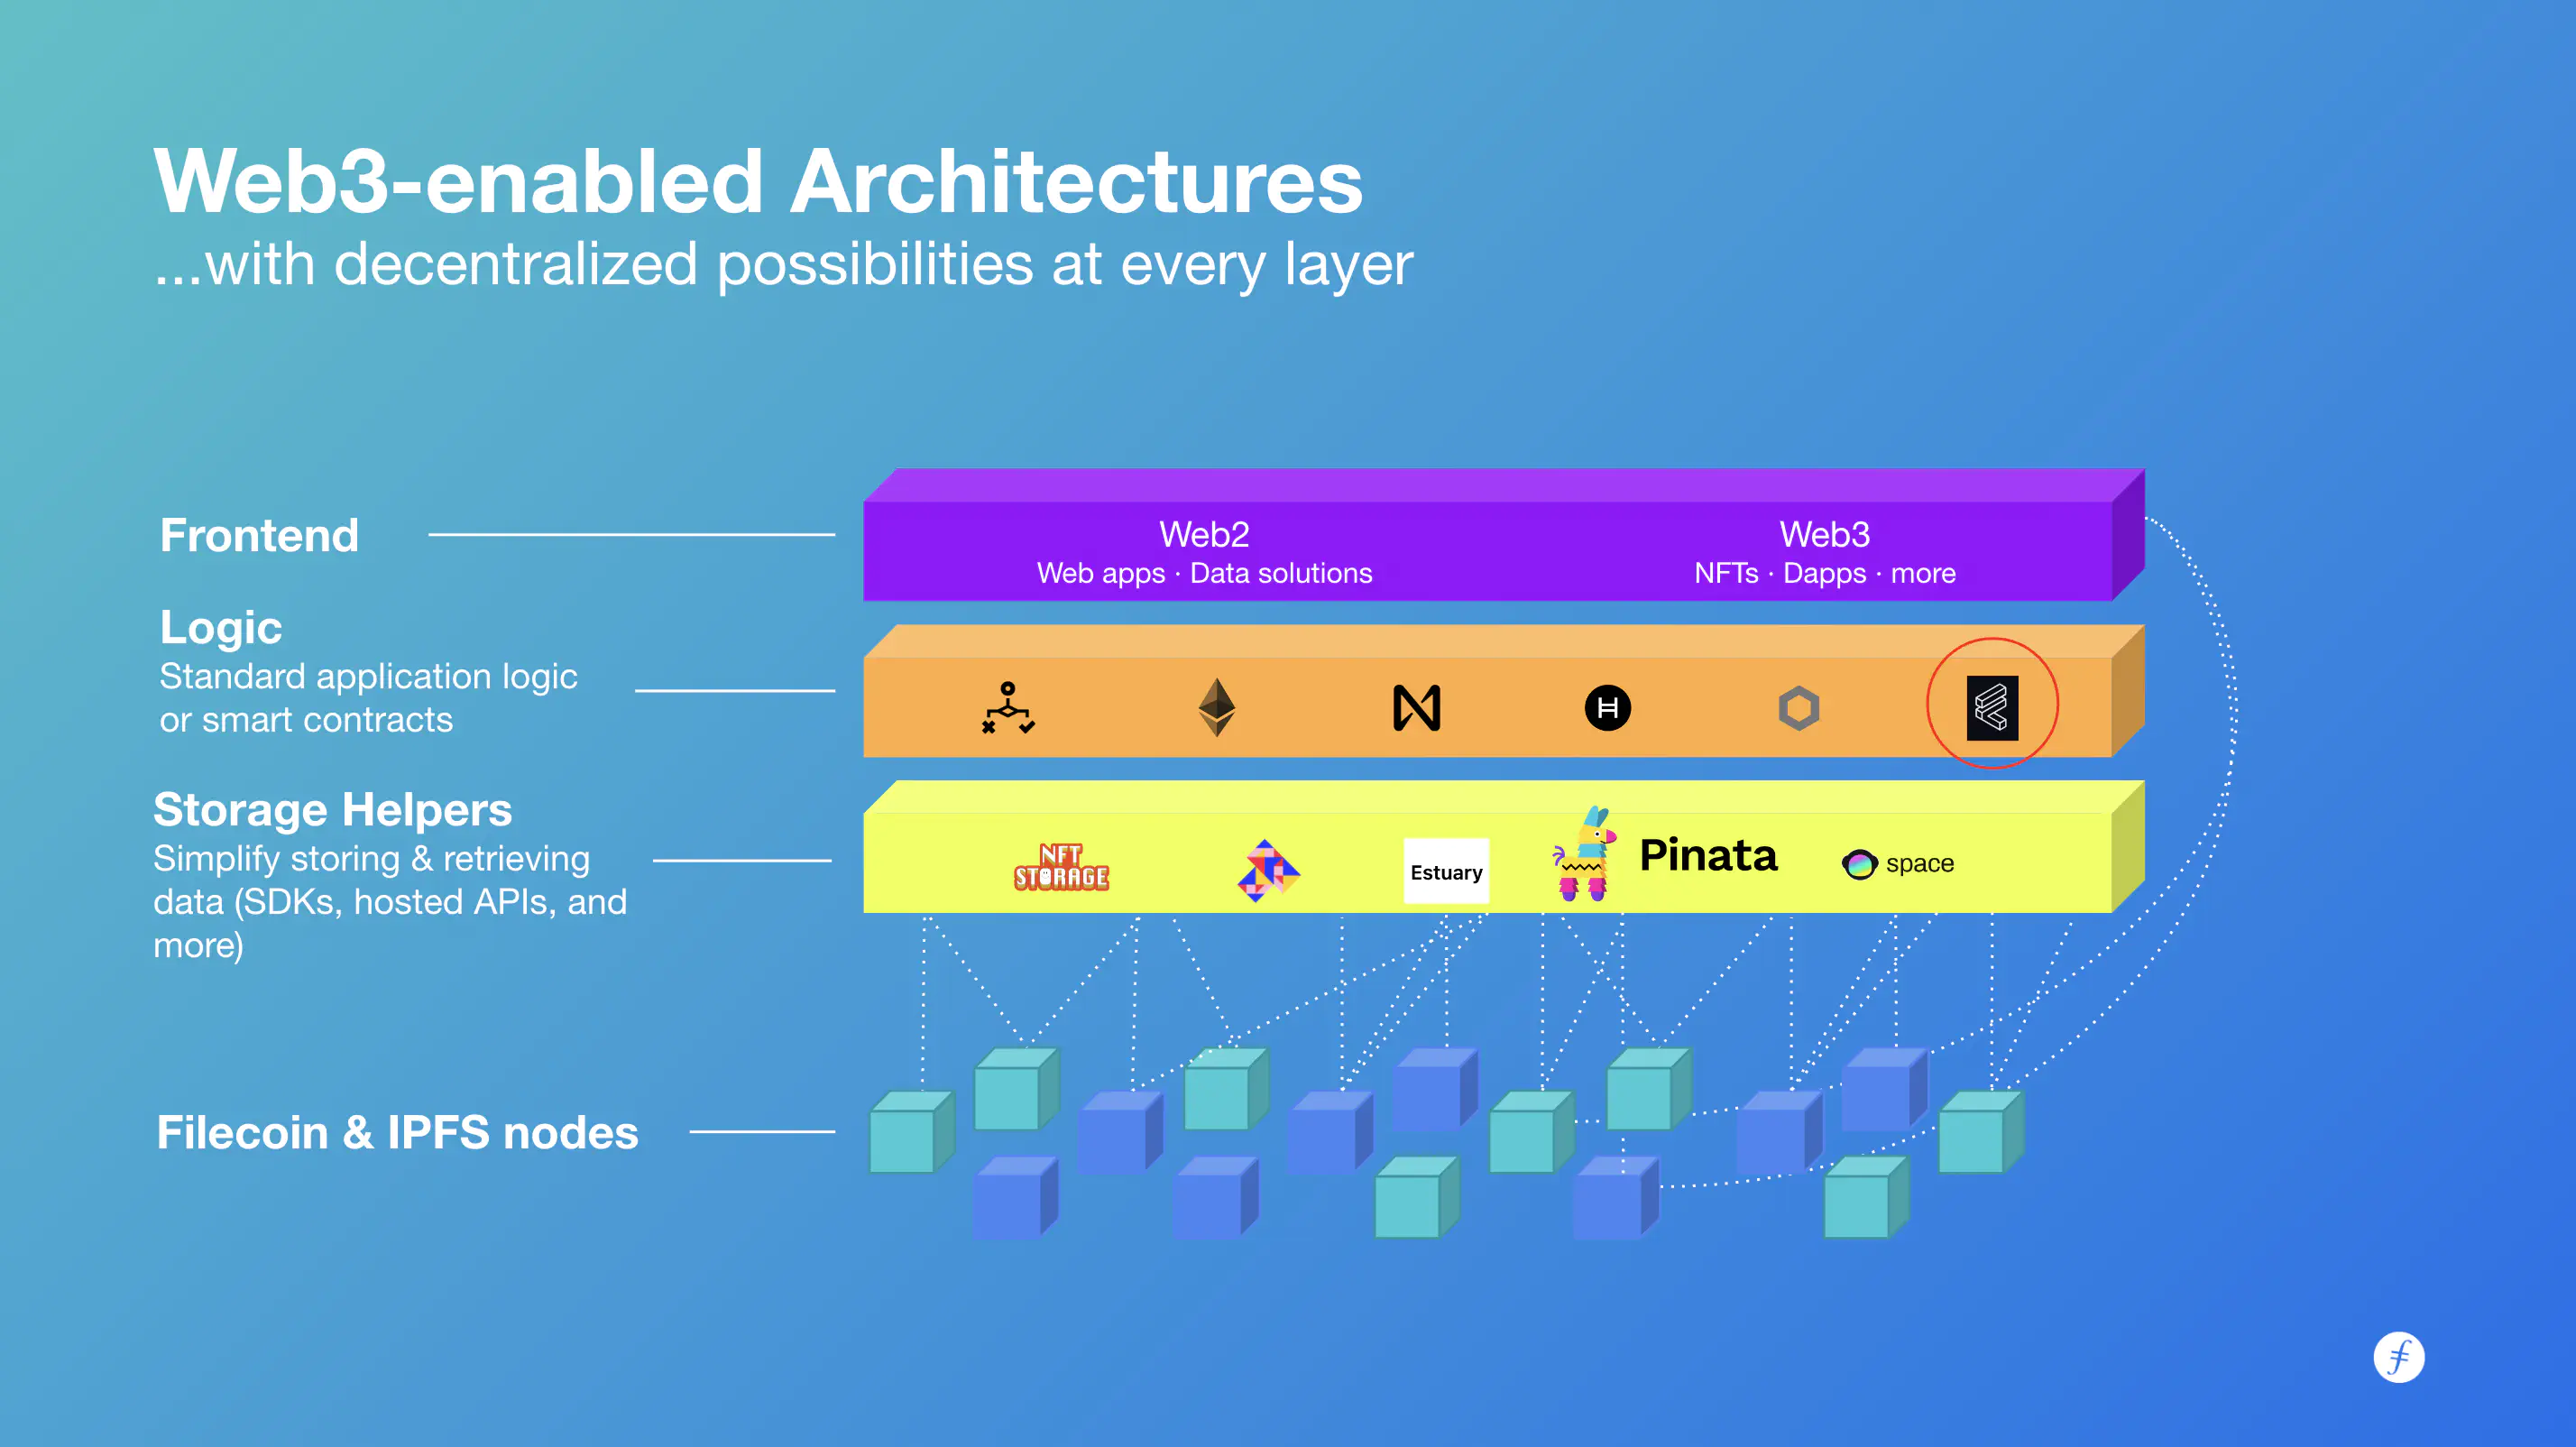 Web3-enabled Architectures
...with decentralized possibilities at every layer
Frontend
Web2
Web apps · Data solutions
Web3
NFTs · Dapps · more
Logic
Standard application logic
or smart contracts
Storage Helpers
Simplify storing & retrieving
data (SDKs, hosted APIs, and
more)
NFT
STORAGE
Estuary
Pinata
space
Filecoin & IPFS nodes